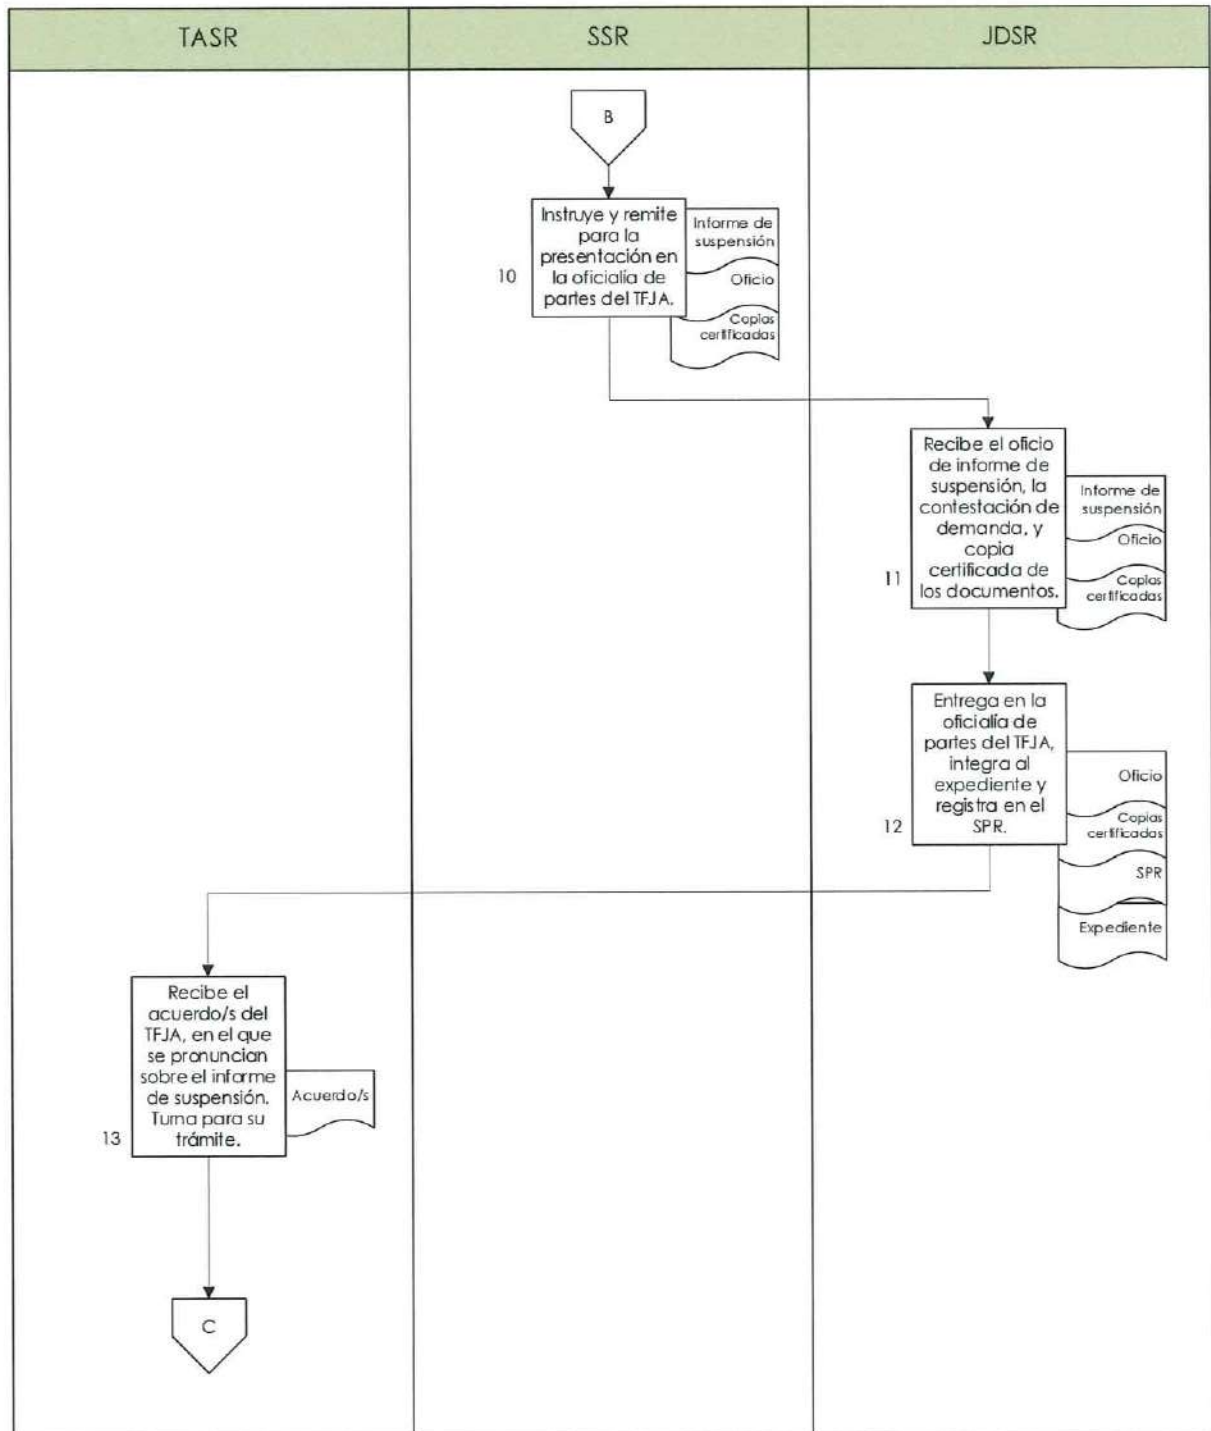 TASR
SSR
JDSR
B
10
Instruye y remite
para la
presentación en
la oficialía de
partes del TFJA.
Informe de
suspensión
Oficio
Copias
certificadas
11
Recibe el oficio
de informe de
suspensión, la
contestación de
demanda, y
copia
certificada de
los documentos.
Informe de
suspensión
Oficio
Copias
certificadas
12
Entrega en la
oficialía de
partes del TFJA,
integra al
expediente y
registra en el
SPR.
Oficio
Copias
certificadas
SPR
Expediente
13
Recibe el
acuerdo/s del
TFJA, en el que
se pronuncian
sobre el informe
de suspensión.
Turna para su
trámite.
Acuerdo/s
C